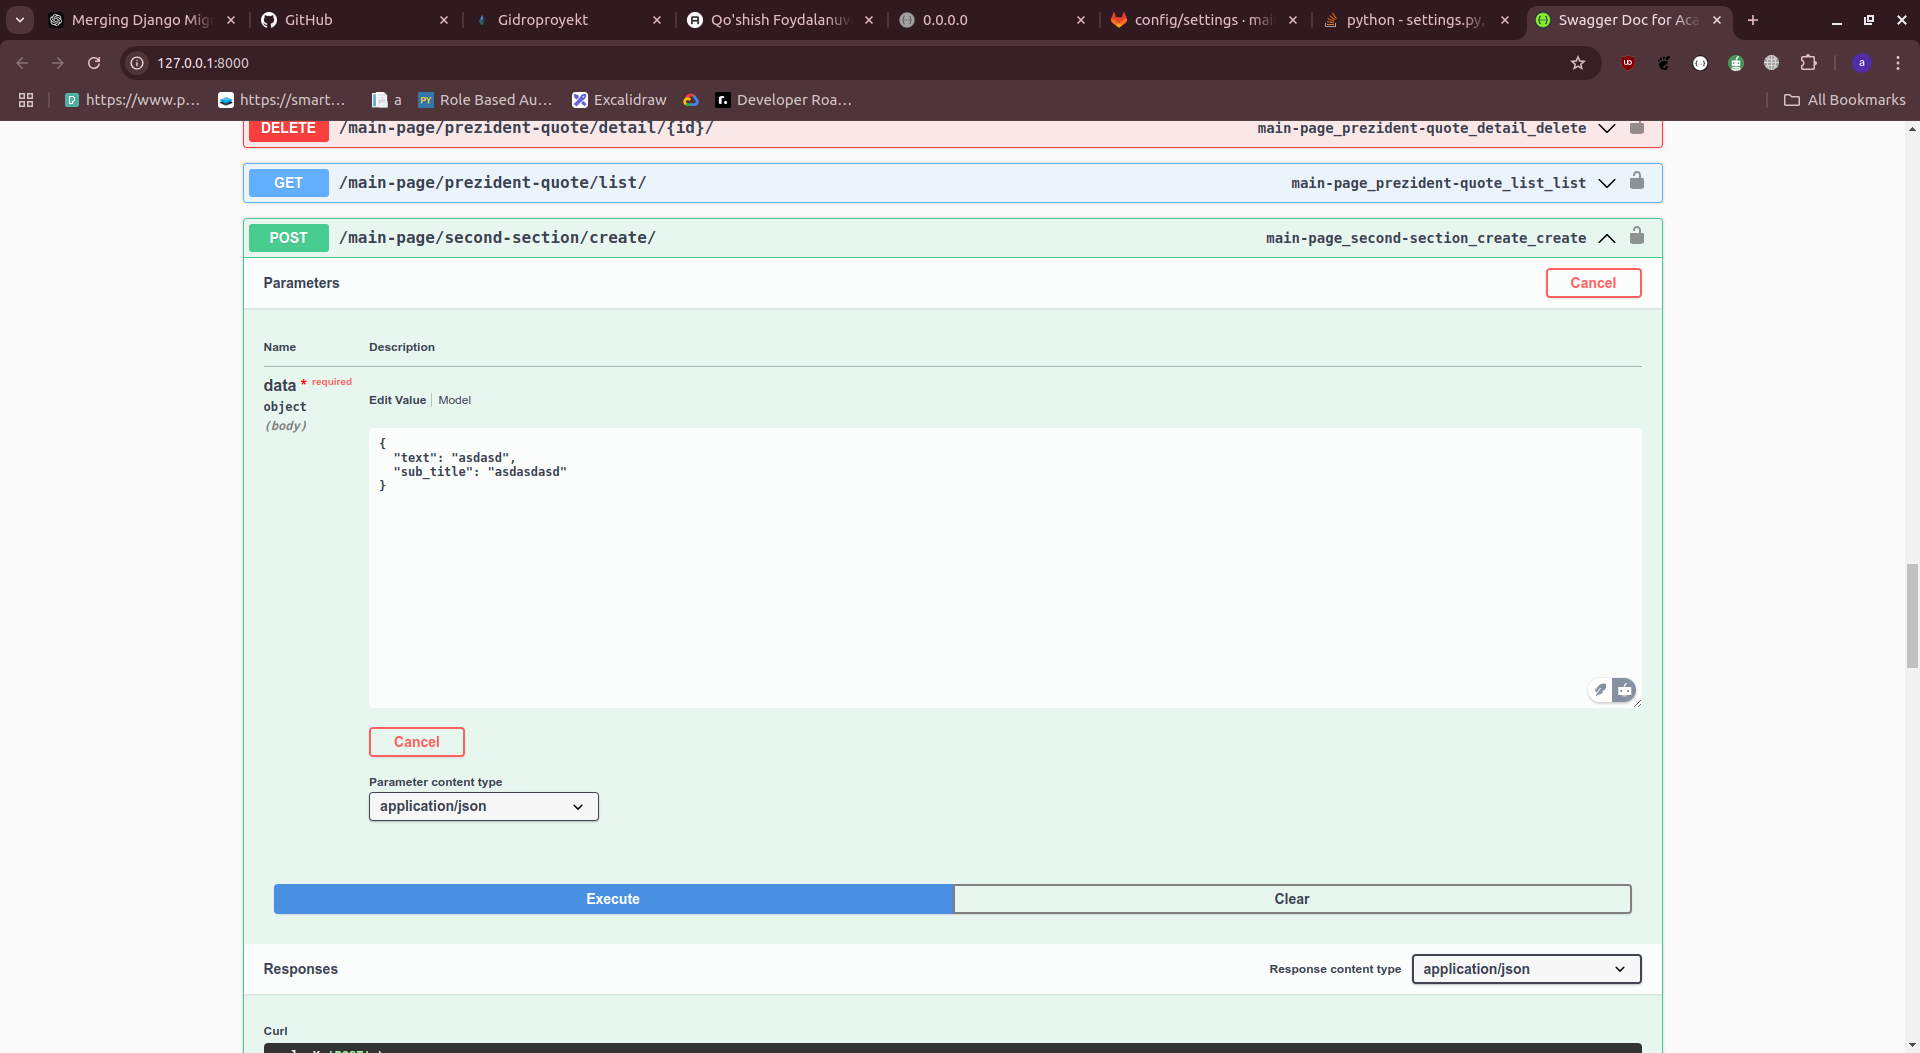 Merging Django Mig
GitHub
Gidroproyekt
Qo'shish Foydalanuv
0.0.0.0
config/settings · mai
python - settings.py,
Swagger Doc for Aca
127.0.0.1:8000
a
https://www.p...
https://smart...
a
PY
Role Based Au...
Excalidraw
Developer Roa...
All Bookmarks
DELETE /main-page/prezident-quote/detail/{id}/ main-page_prezident-quote_detail_delete
GET /main-page/prezident-quote/list/ main-page_prezident-quote_list_list
POST /main-page/second-section/create/ main-page_second-section_create_create
Parameters
Cancel
Name Description
data * required
object
(body)
Edit Value Model
{
"text": "asdasd",
"sub_title": "asdasdasd"
}
Cancel
Parameter content type
application/json
Execute
Clear
Responses
Response content type application/json
Curl